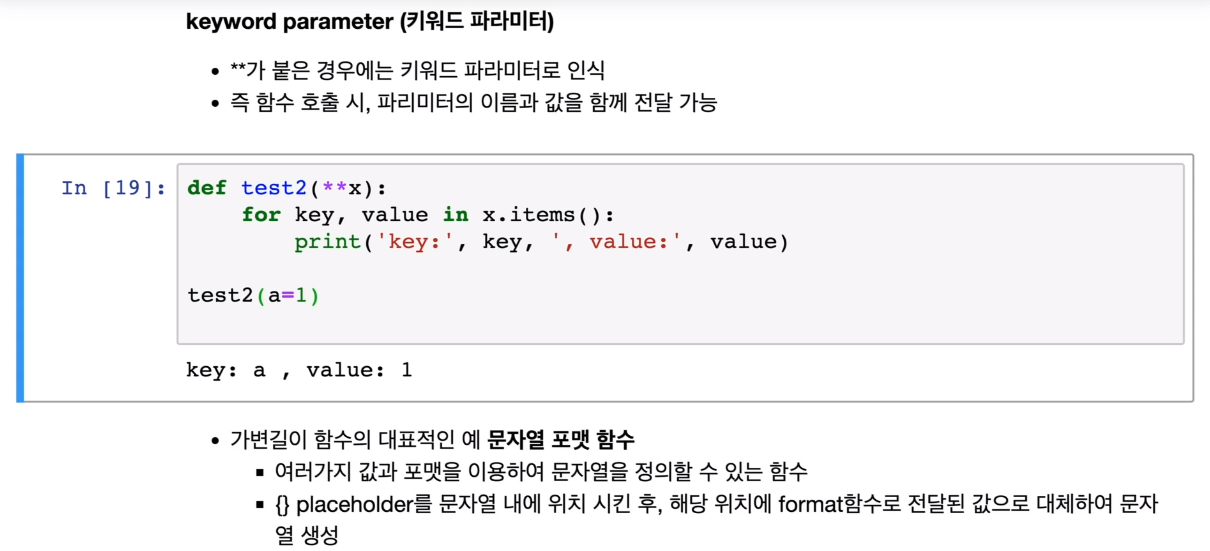 keyword parameter (키워드 파라미터)
• **가 붙은 경우에는 키워드 파라미터로 인식
• 즉 함수 호출 시, 파리미터의 이름과 값을 함께 전달 가능
In [19]: def test2(**x):
    for key, value in x.items():
        print('key:', key, ', value:', value)
test2(a=1)
key: a , value: 1
• 가변길이 함수의 대표적인 예 문자열 포맷 함수
▪ 여러가지 값과 포맷을 이용하여 문자열을 정의할 수 있는 함수
▪ {} placeholder를 문자열 내에 위치 시킨 후, 해당 위치에 format함수로 전달된 값으로 대체하여 문자
열 생성